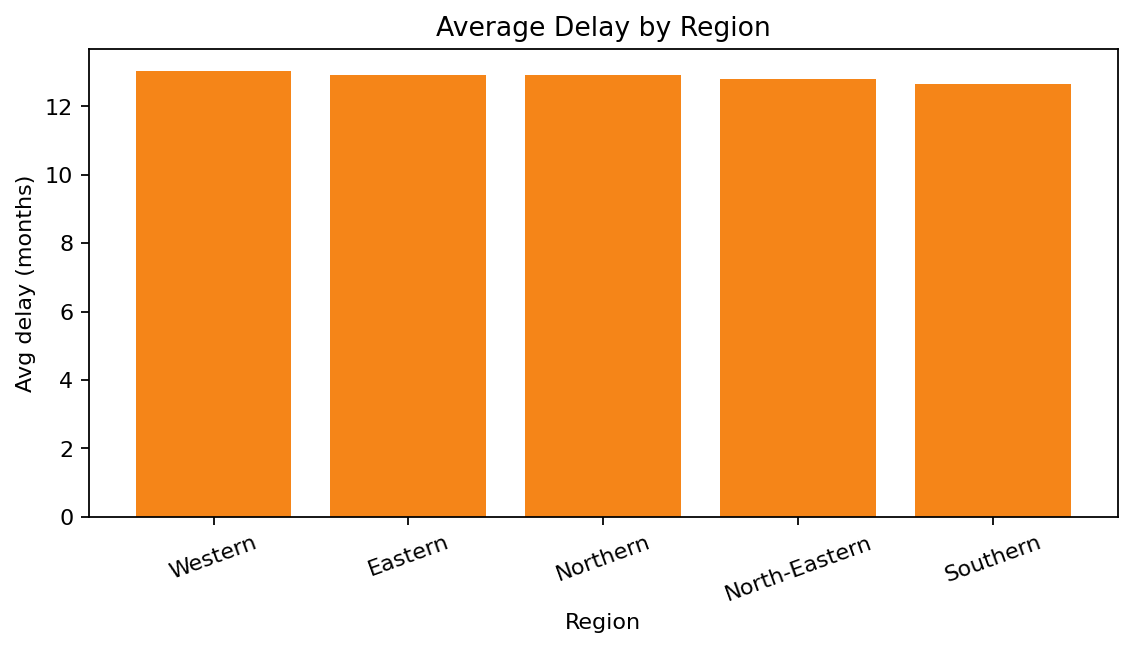 Average Delay by Region
Avg delay (months)
12
10
8
6
4
2
0
Western
Eastern
Northern
North-Eastern
Southern
Region